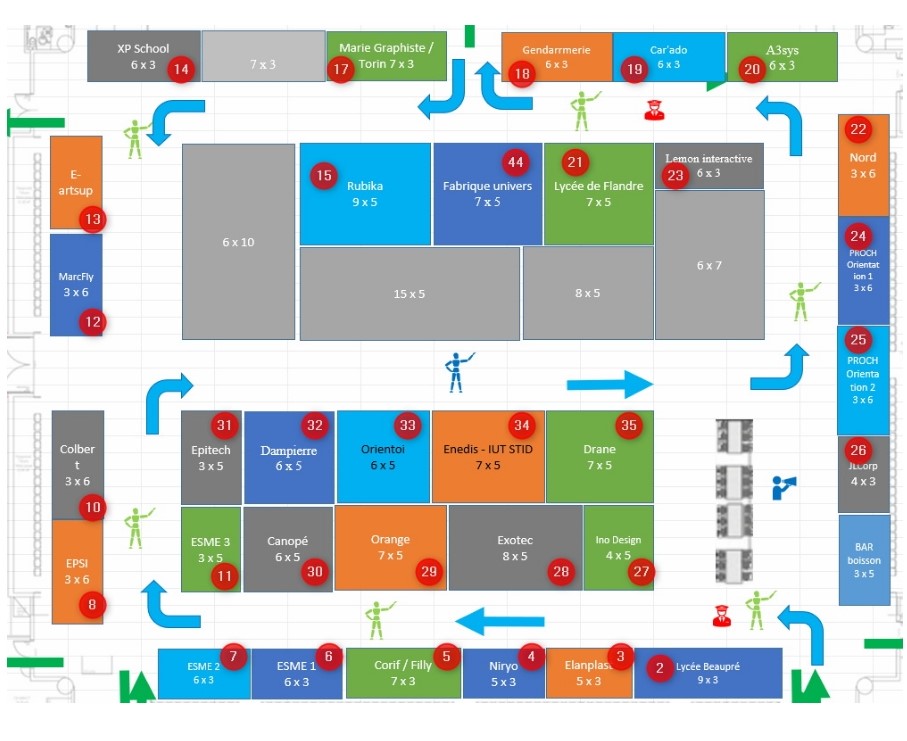 XP School
6 x 3
14
7 x 3
Marie Graphiste /
Torin 7 x 3
17
Gendarrmerie
6 x 3
18
Car'ado
6 x 3
19
A3sys
6 x 3
20
E-
artsup
13
MarcFly
3 x 6
12
6 x 10
15
Rubika
9 x 5
44
Fabrique univers
7 x 5
21
Lycée de Flandre
7 x 5
Lemon interactive
6 x 3
23
15 x 5
8 x 5
6 x 7
22
Nord
3 x 6
24
PROCH
Orientat
ion 1
3 x 6
25
PROCH
Orienta
tion 2
3 x 6
26
JLCorp
4 x 3
BAR
boisson
3 x 5
Colber
t
3 x 6
10
EPSI
3 x 6
8
31
Epitech
3 x 5
32
Dampierre
6 x 5
33
Orientoi
6 x 5
34
Enedis - IUT STID
7 x 5
35
Drane
7 x 5
ESME 3
3 x 5
11
Canopé
6 x 5
30
Orange
7 x 5
29
Exotec
8 x 5
28
Ino Design
4 x 5
27
7
ESME 2
6 x 3
6
ESME 1
6 x 3
5
Corif / Filly
7 x 3
4
Niryo
5 x 3
3
Elanplast
5 x 3
2
Lycée Beaupré
9 x 3